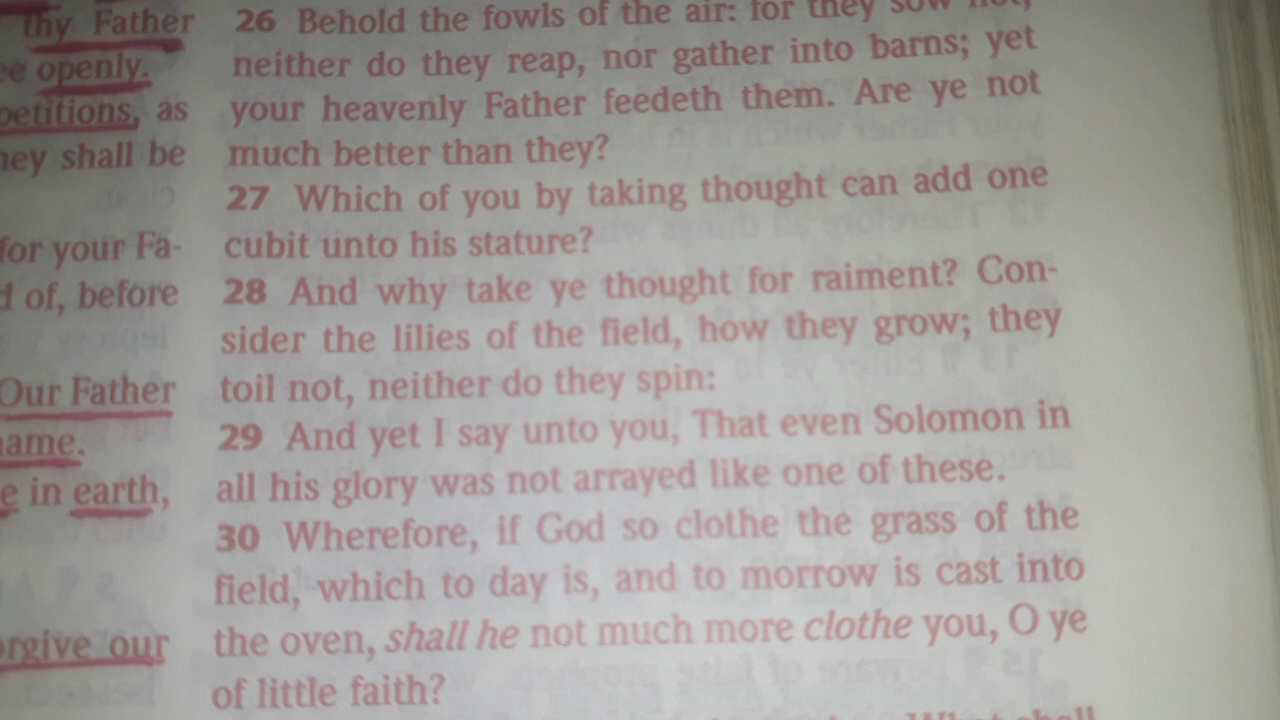 thy Father
openly.
petitions, as
shall be
for your Fa-
of, before
Our Father
in earth,
our
26 Behold the fowls of the air: for they sow not,
neither do they reap, nor gather into barns; yet
your heavenly Father feedeth them. Are ye not
much better than they?
27 Which of you by taking thought can add one
cubit unto his stature?
28 And why take ye thought for raiment? Con-
sider the lilies of the field, how they grow; they
toil not, neither do they spin:
29 And yet I say unto you, That even Solomon in
all his glory was not arrayed like one of these.
30 Wherefore, if God so clothe the grass of the
field, which to day is, and to morrow is cast into
the oven, shall he not much more clothe you, O ye
of little faith?